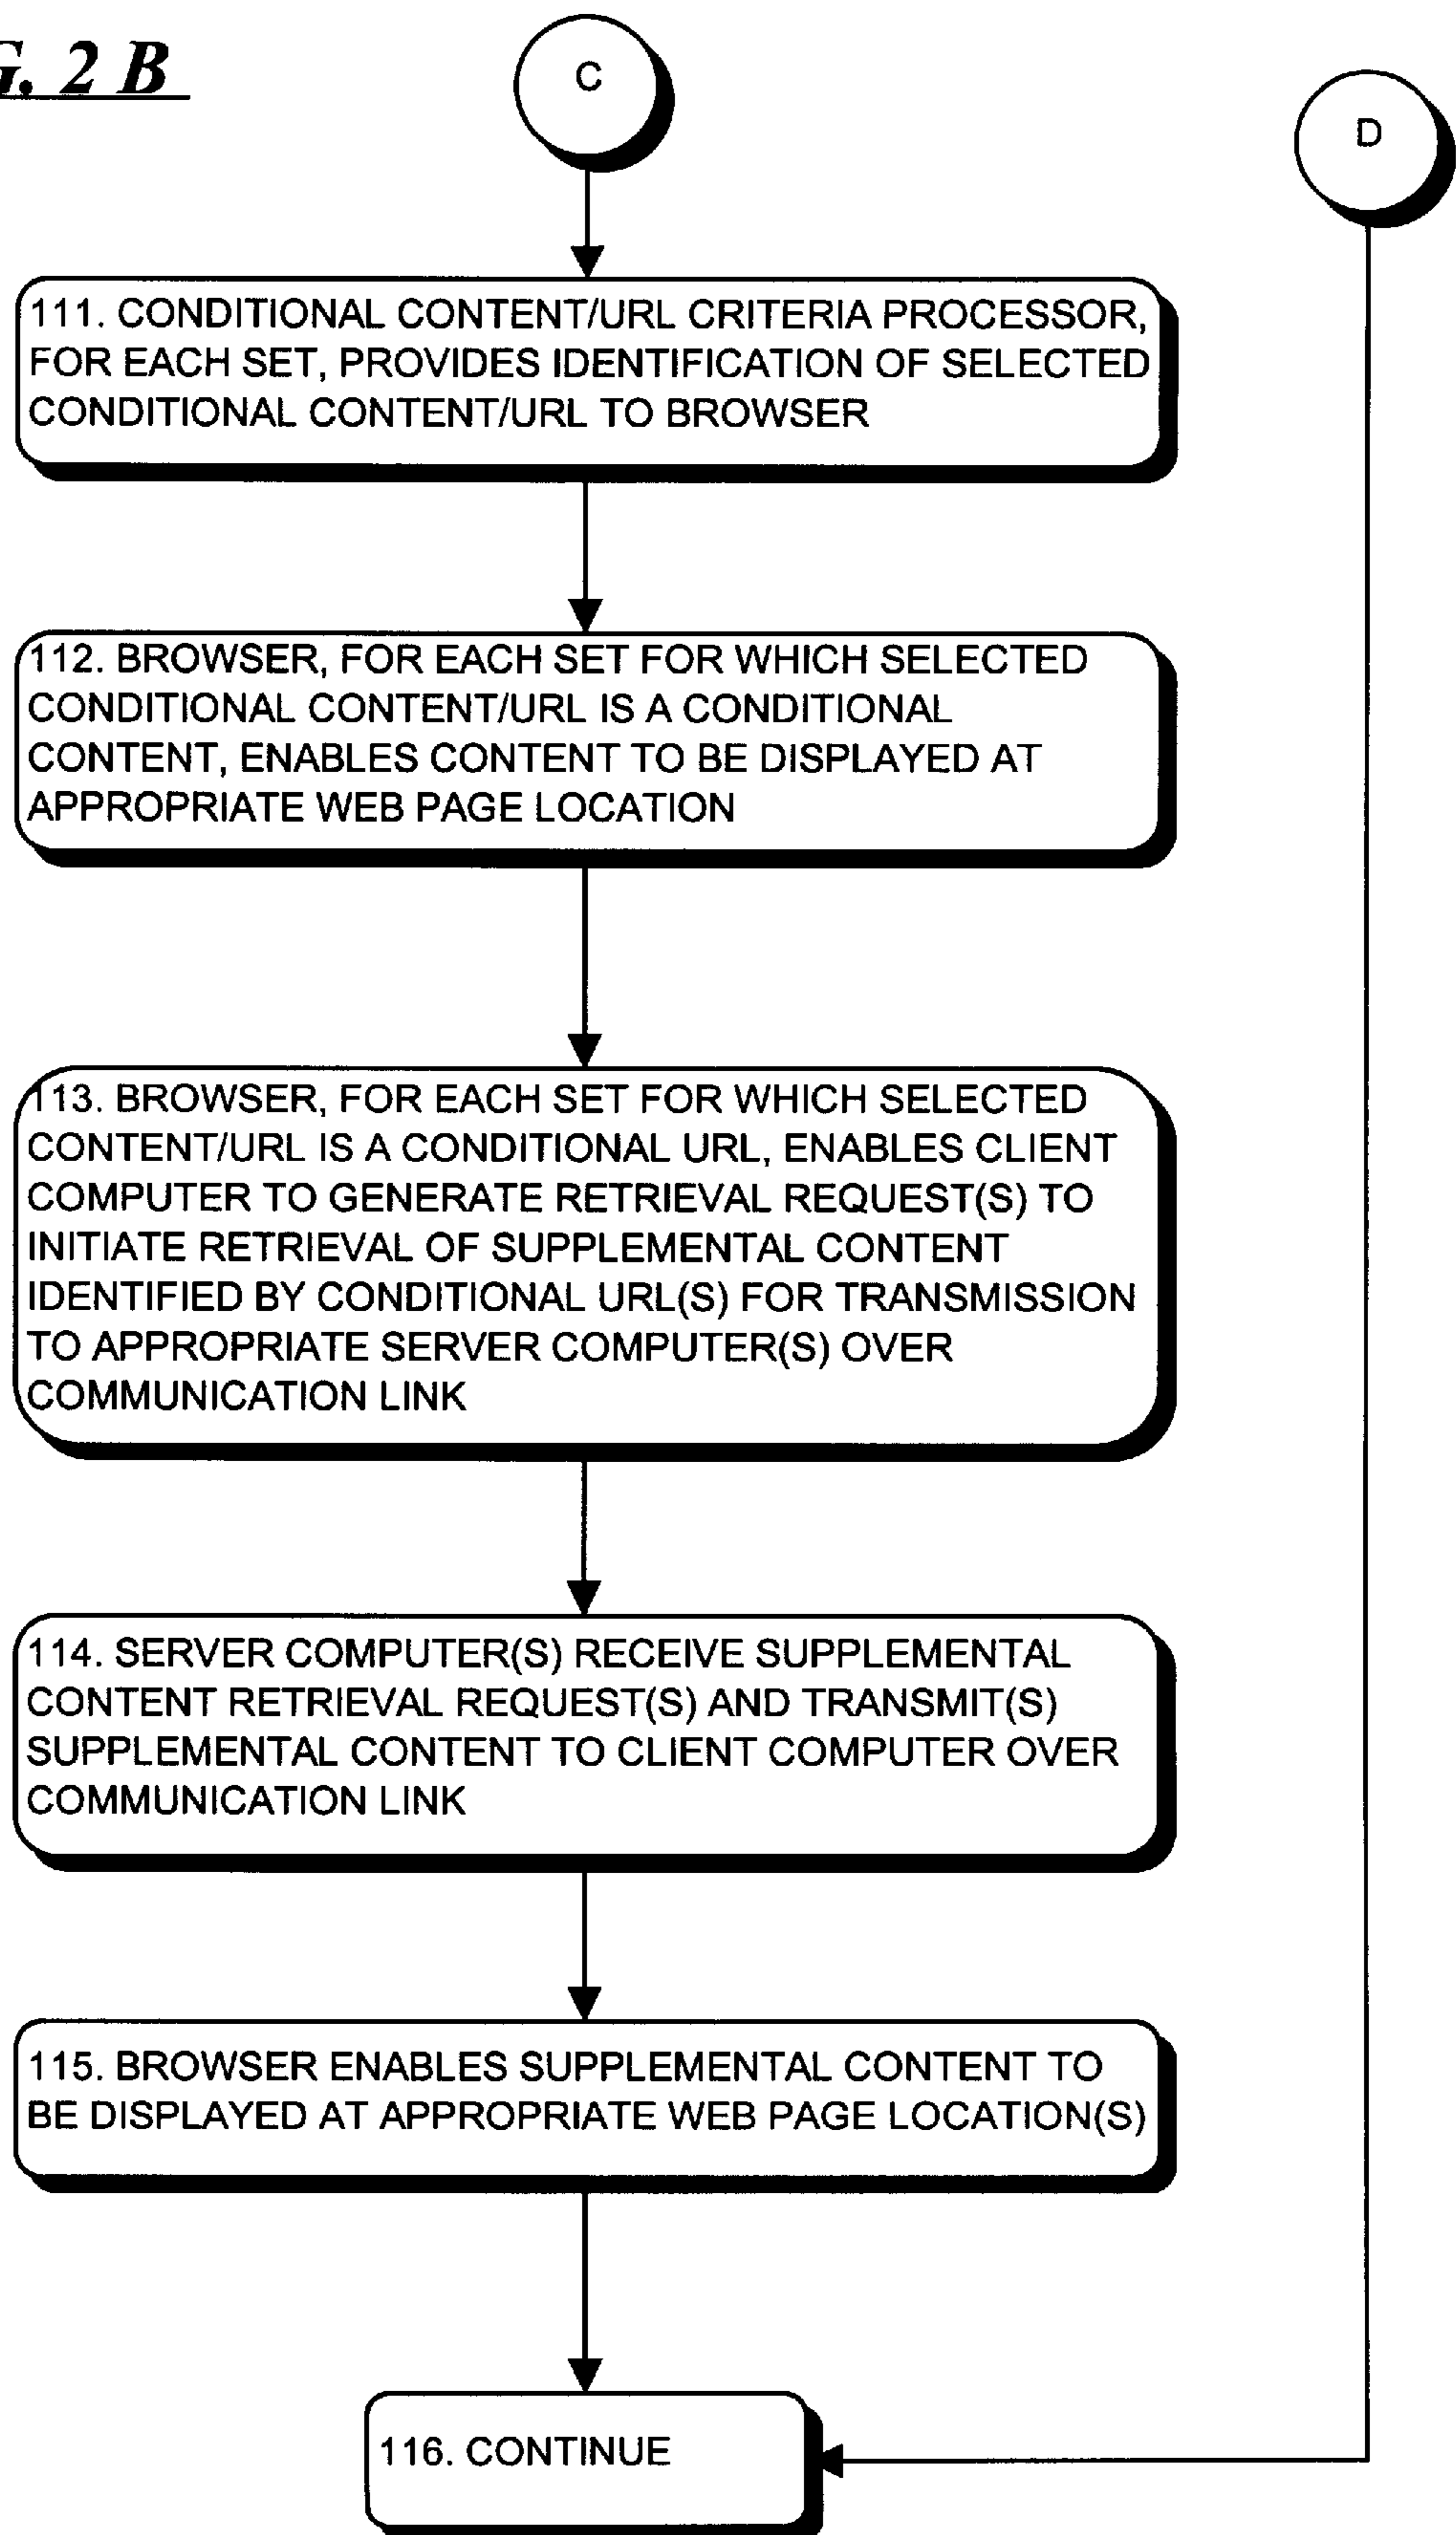 G. 2 B
C
D
111. CONDITIONAL CONTENT/URL CRITERIA PROCESSOR,
FOR EACH SET, PROVIDES IDENTIFICATION OF SELECTED
CONDITIONAL CONTENT/URL TO BROWSER
112. BROWSER, FOR EACH SET FOR WHICH SELECTED
CONDITIONAL CONTENT/URL IS A CONDITIONAL
CONTENT, ENABLES CONTENT TO BE DISPLAYED AT
APPROPRIATE WEB PAGE LOCATION
113. BROWSER, FOR EACH SET FOR WHICH SELECTED
CONTENT/URL IS A CONDITIONAL URL, ENABLES CLIENT
COMPUTER TO GENERATE RETRIEVAL REQUEST(S) TO
INITIATE RETRIEVAL OF SUPPLEMENTAL CONTENT
IDENTIFIED BY CONDITIONAL URL(S) FOR TRANSMISSION
TO APPROPRIATE SERVER COMPUTER(S) OVER
COMMUNICATION LINK
114. SERVER COMPUTER(S) RECEIVE SUPPLEMENTAL
CONTENT RETRIEVAL REQUEST(S) AND TRANSMIT(S)
SUPPLEMENTAL CONTENT TO CLIENT COMPUTER OVER
COMMUNICATION LINK
115. BROWSER ENABLES SUPPLEMENTAL CONTENT TO
BE DISPLAYED AT APPROPRIATE WEB PAGE LOCATION(S)
116. CONTINUE